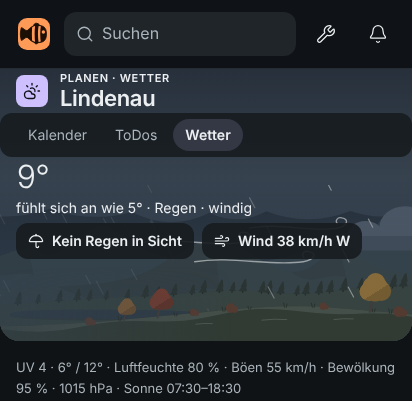 Suchen
PLANEN · WETTER
Lindenau
Kalender ToDos Wetter
9°
fühlt sich an wie 5° · Regen · windig
Kein Regen in Sicht Wind 38 km/h W
UV 4 · 6° / 12° · Luftfeuchte 80 % · Böen 55 km/h · Bewölkung
95 % · 1015 hPa · Sonne 07:30–18:30